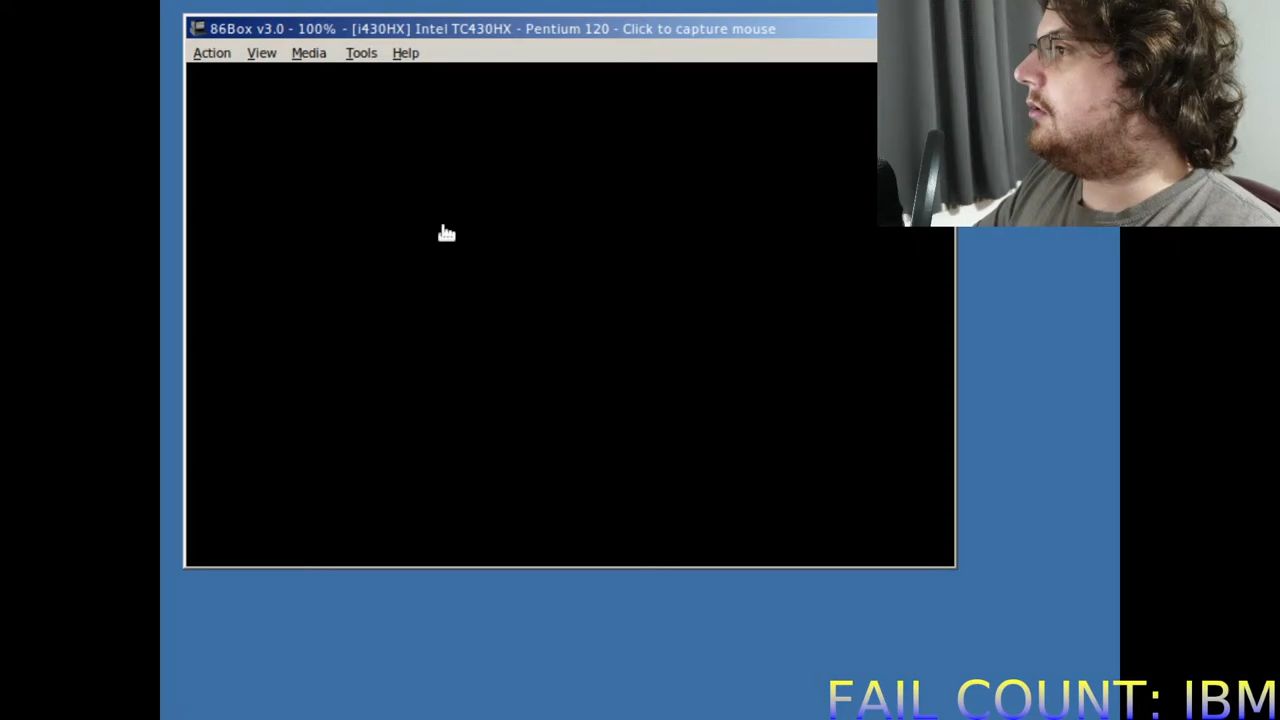 86Box v3.0 - 100% - [i430HX] Intel TC430HX - Pentium 120 - Click to capture mouse
Action View Media Tools Help
FAIL COUNT: IBM